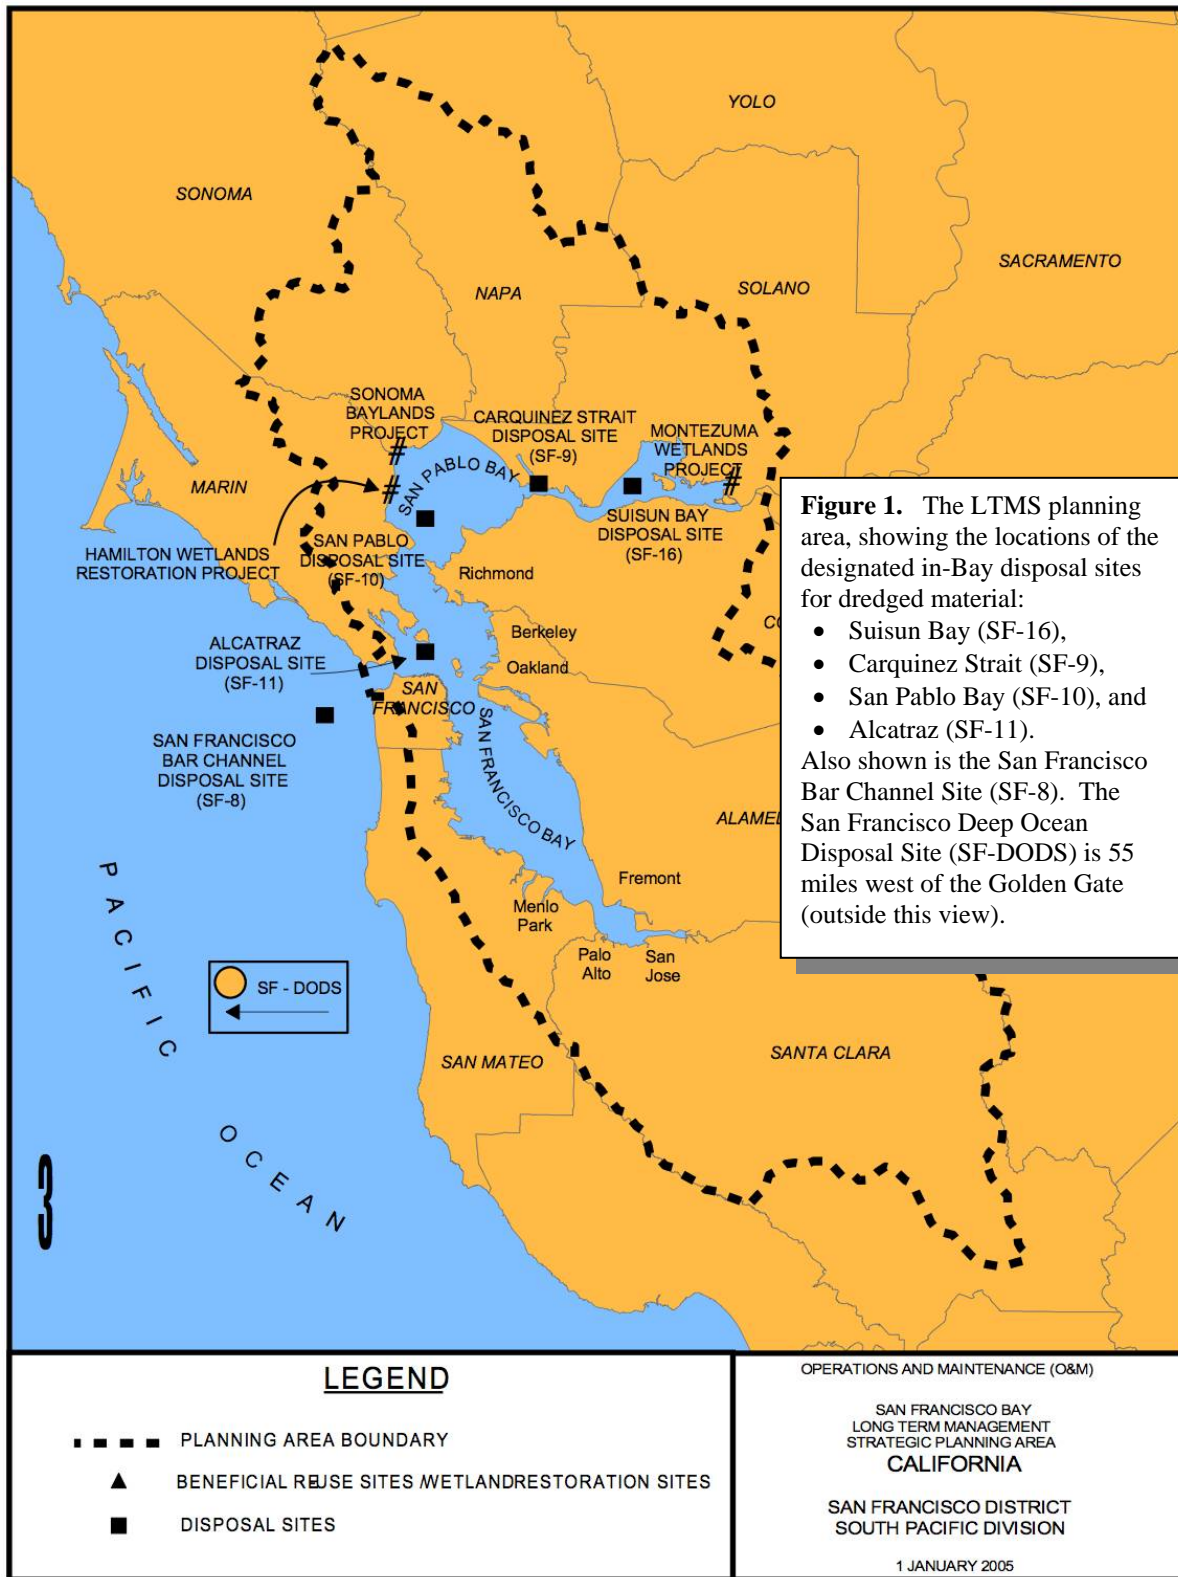 YOLO
SONOMA
SACRAMENTO
NAPA
SOLANO
SONOMA
BAYLANDS
PROJECT
#
CARQUINEZ STRAIT
DISPOSAL SITE
(SF-9)
MONTEZUMA
WETLANDS
PROJECT
#
MARIN
#
SAN PABLO BAY
HAMILTON WETLANDS
RESTORATION PROJECT
SAN PABLO
DISPOSAL SITE
(SF-10)
SUISUN BAY
DISPOSAL SITE
(SF-16)
Richmond
Berkeley
Oakland
ALCATRAZ
DISPOSAL SITE
(SF-11)
SAN
FRANCISCO
SAN FRANCISCO BAY
SAN FRANCISCO
BAR CHANNEL
DISPOSAL SITE
(SF-8)
CO
ALAMED
Figure 1. The LTMS planning
area, showing the locations of the
designated in-Bay disposal sites
for dredged material:
• Suisun Bay (SF-16),
• Carquinez Strait (SF-9),
• San Pablo Bay (SF-10), and
• Alcatraz (SF-11).
Also shown is the San Francisco
Bar Channel Site (SF-8). The
San Francisco Deep Ocean
Disposal Site (SF-DODS) is 55
miles west of the Golden Gate
(outside this view).
Fremont
Menlo
Park
Palo
Alto
San
Jose
PACIFIC
OCEAN
SF - DODS
SAN MATEO
SANTA CLARA
3
LEGEND
PLANNING AREA BOUNDARY
BENEFICIAL REUSE SITES /WETLANDRESTORATION SITES
DISPOSAL SITES
OPERATIONS AND MAINTENANCE (O&M)
SAN FRANCISCO BAY
LONG TERM MANAGEMENT
STRATEGIC PLANNING AREA
CALIFORNIA
SAN FRANCISCO DISTRICT
SOUTH PACIFIC DIVISION
1 JANUARY 2005